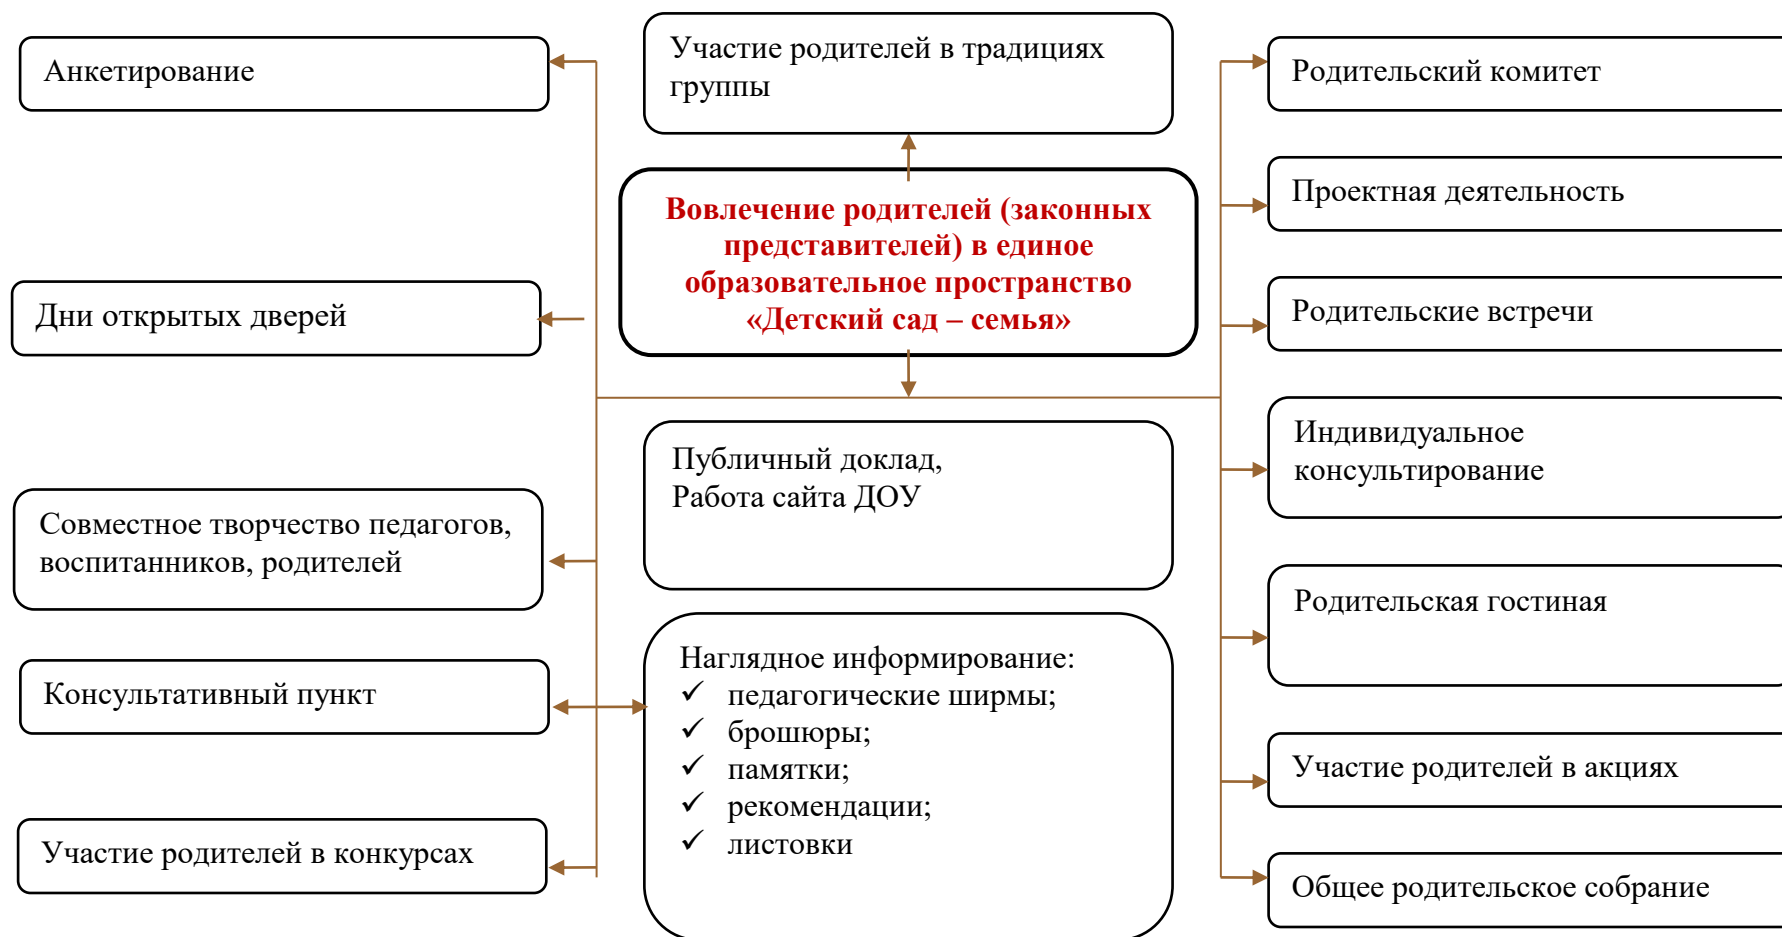 Анкетирование
Дни открытых дверей
Совместное творчество педагогов,
воспитанников, родителей
Консультативный пункт
Участие родителей в конкурсах
Участие родителей в традициях
группы
Вовлечение родителей (законных
представителей) в единое
образовательное пространство
«Детский сад – семья»
Публичный доклад,
Работа сайта ДОУ
Наглядное информирование:
✓ педагогические ширмы;
✓ брошюры;
✓ памятки;
✓ рекомендации;
✓ листовки
Родительский комитет
Проектная деятельность
Родительские встречи
Индивидуальное
консультирование
Родительская гостиная
Участие родителей в акциях
Общее родительское собрание